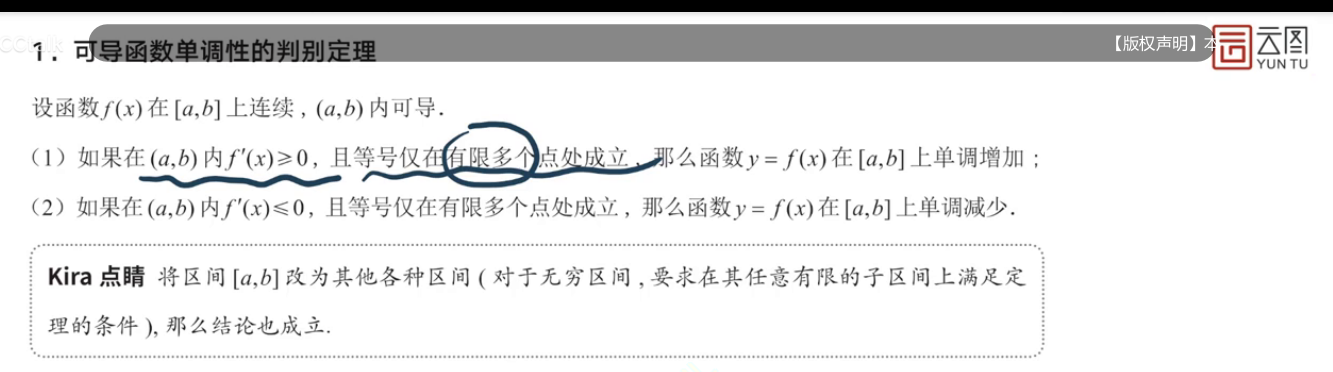 1. 可导函数单调性的判别定理
【版权声明】本
云图
YUN TU
设函数f(x)在[a,b]上连续,(a,b)内可导.
(1)如果在(a,b)内f′(x)⩾0,且等号仅在有限多个点处成立,那么函数y=f(x)在[a,b]上单调增加;
(2)如果在(a,b)内f′(x)⩽0,且等号仅在有限多个点处成立,那么函数y=f(x)在[a,b]上单调减少.
Kira 点睛 将区间[a,b]改为其他各种区间(对于无穷区间,要求在其任意有限的子区间上满足定
理的条件),那么结论也成立.